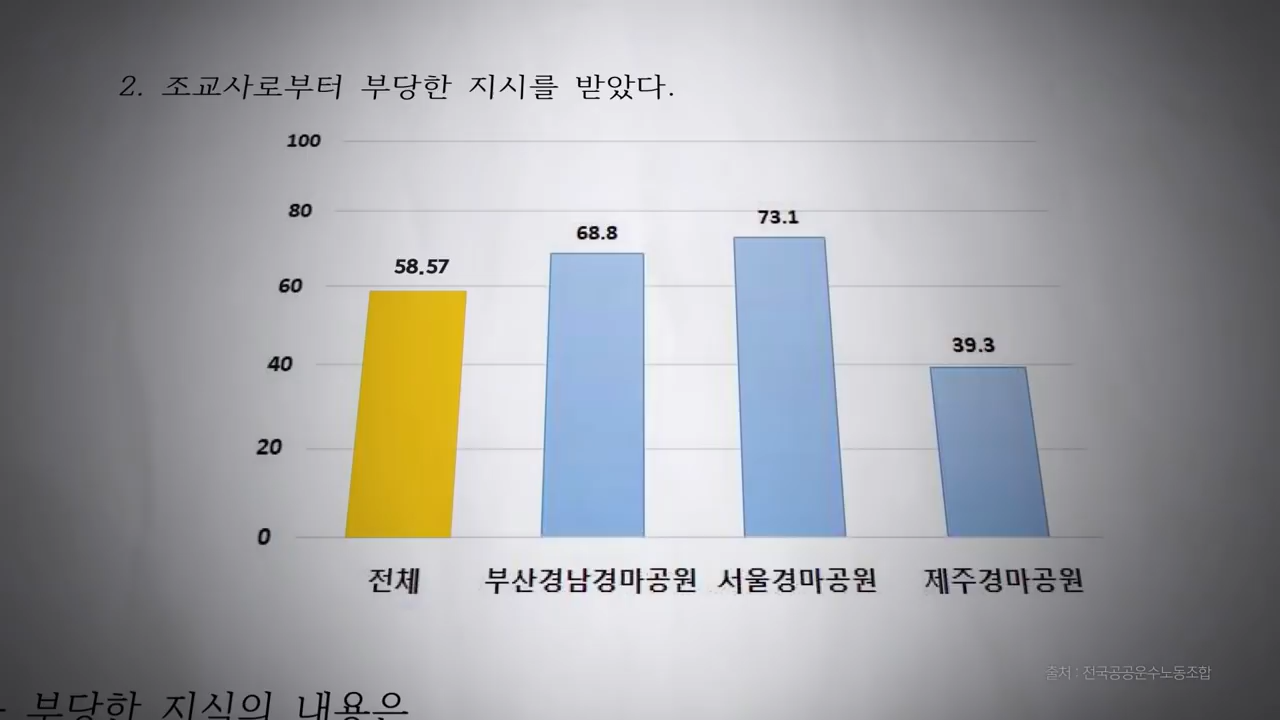 2. 조교사로부터 부당한 지시를 받았다.
100
80
60
40
20
0
58.57
68.8
73.1
39.3
전체 부산경남경마공원 서울경마공원 제주경마공원
출처 : 전국공공운수노동조합
부당한 지식의 내용은